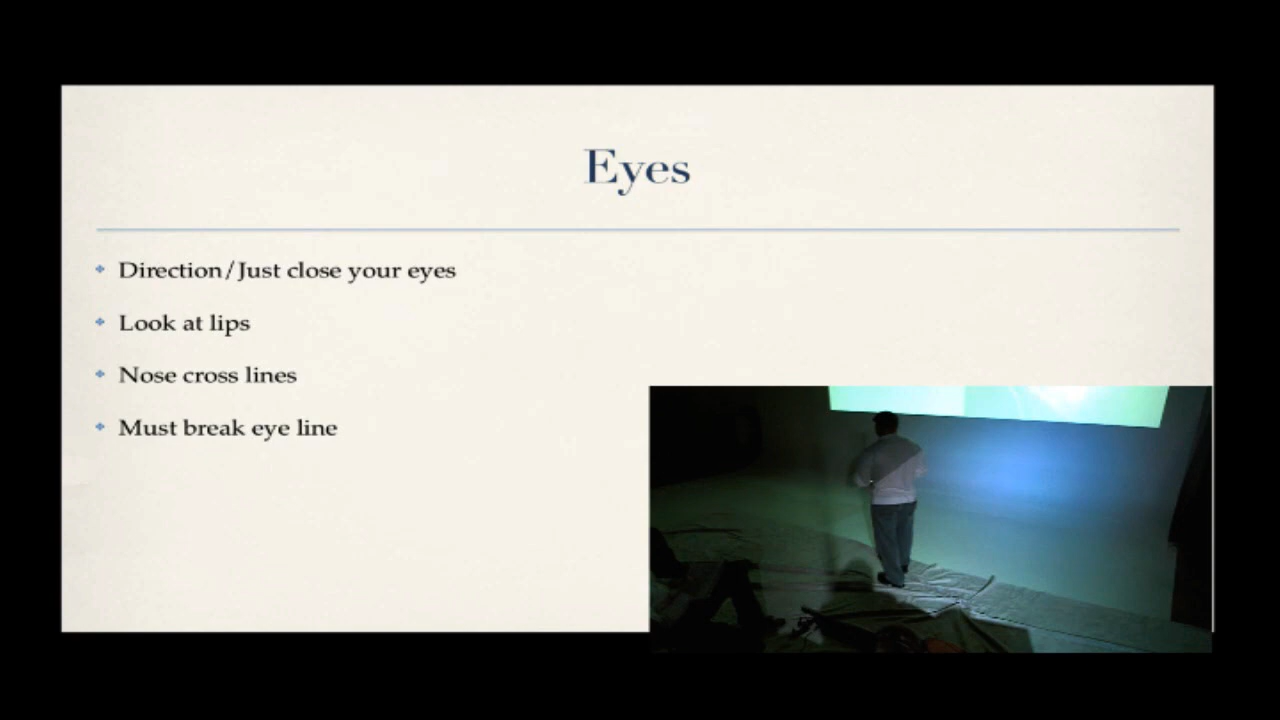 Eyes
Direction/Just close your eyes
Look at lips
Nose cross lines
Must break eye line